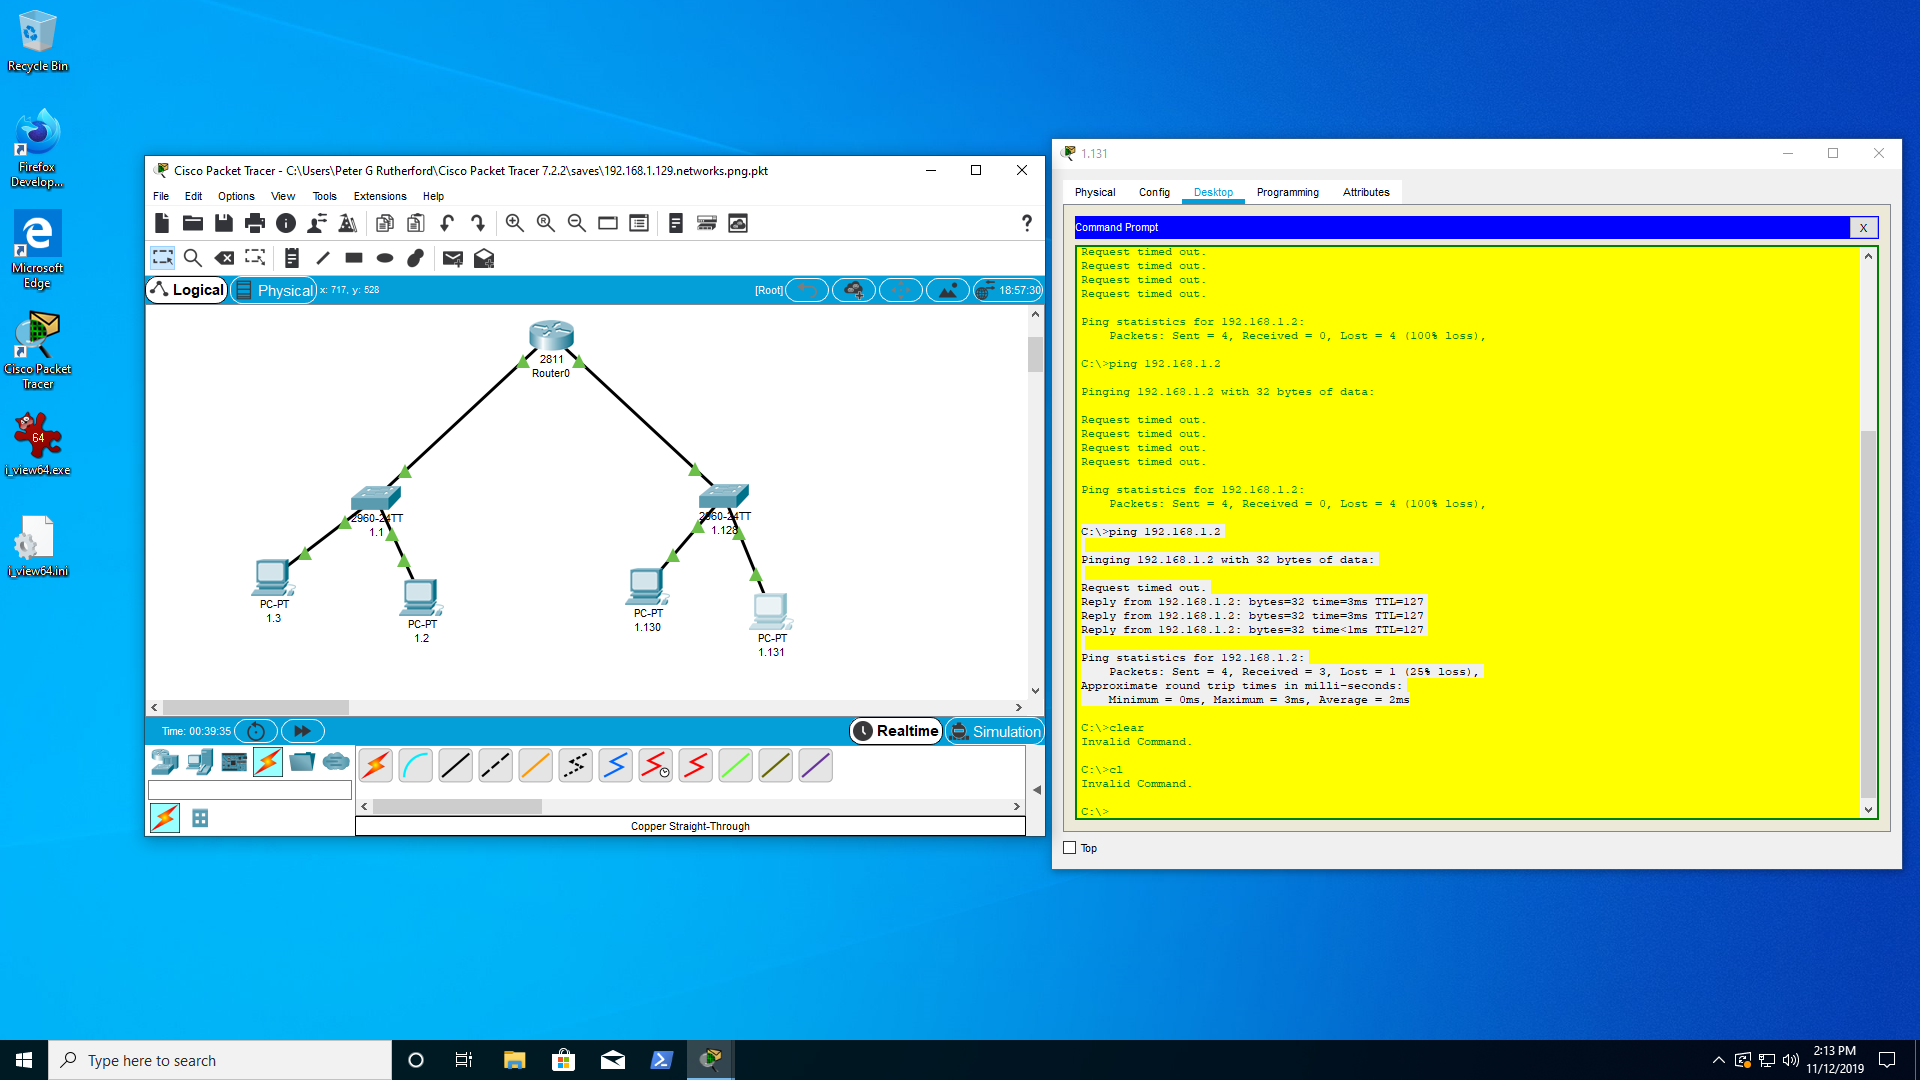 Recycle Bin
Firefox
Develop...
Microsoft
Edge
Cisco Packet
Tracer
64
i_view64.exe
i_view64.ini
Cisco Packet Tracer - C:\Users\Peter G Rutherford\Cisco Packet Tracer 7.2.2\saves\192.168.1.129.networks.png.pkt
File Edit Options View Tools Extensions Help
Logical Physical x: 717, y: 528 [Root] 18:57:30
2811
Router0
2960-24TT
1.1
2960-24TT
1.128
PC-PT
1.3
PC-PT
1.2
PC-PT
1.130
PC-PT
1.131
Time: 00:39:35 Realtime Simulation
Copper Straight-Through
1.131
Physical Config Desktop Programming Attributes
Command Prompt X
Request timed out.
Request timed out.
Request timed out.
Request timed out.
Ping statistics for 192.168.1.2:
Packets: Sent = 4, Received = 0, Lost = 4 (100% loss),
C:\>ping 192.168.1.2
Pinging 192.168.1.2 with 32 bytes of data:
Request timed out.
Request timed out.
Request timed out.
Request timed out.
Ping statistics for 192.168.1.2:
Packets: Sent = 4, Received = 0, Lost = 4 (100% loss),
C:\>ping 192.168.1.2
Pinging 192.168.1.2 with 32 bytes of data:
Request timed out.
Reply from 192.168.1.2: bytes=32 time=3ms TTL=127
Reply from 192.168.1.2: bytes=32 time=3ms TTL=127
Reply from 192.168.1.2: bytes=32 time<1ms TTL=127
Ping statistics for 192.168.1.2:
Packets: Sent = 4, Received = 3, Lost = 1 (25% loss),
Approximate round trip times in milli-seconds:
Minimum = 0ms, Maximum = 3ms, Average = 2ms
C:\>clear
Invalid Command.
C:\>cl
Invalid Command.
C:\>
Top
Type here to search
2:13 PM
11/12/2019